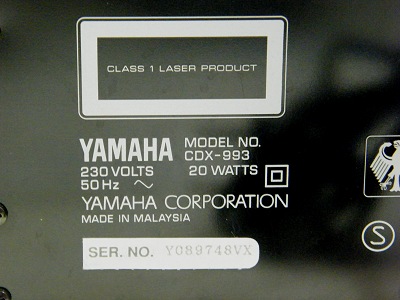 CLASS 1 LASER PRODUCT
YAMAHA MODEL NO. CDX-993
230 VOLTS 20 WATTS
50Hz ~
YAMAHA CORPORATION
MADE IN MALAYSIA
SER. NO. Y089748VX
S